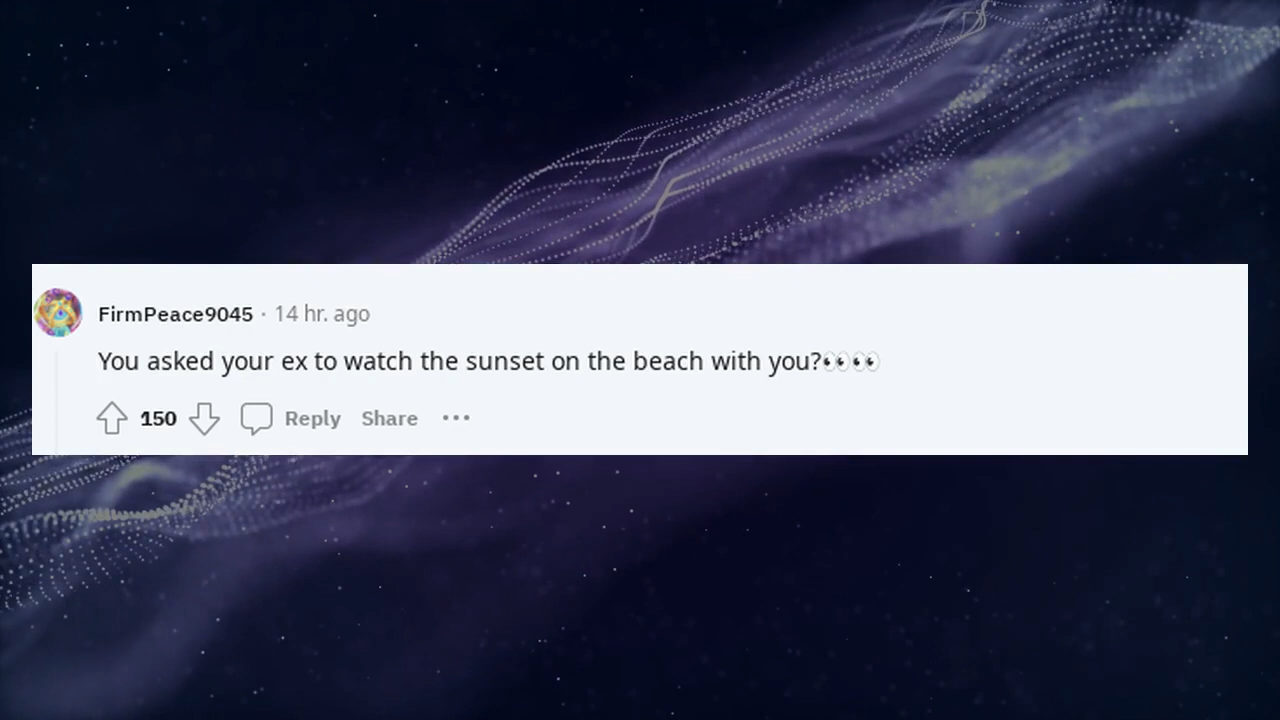 FirmPeace9045 · 14 hr. ago
You asked your ex to watch the sunset on the beach with you?👀👀
150 Reply Share ···